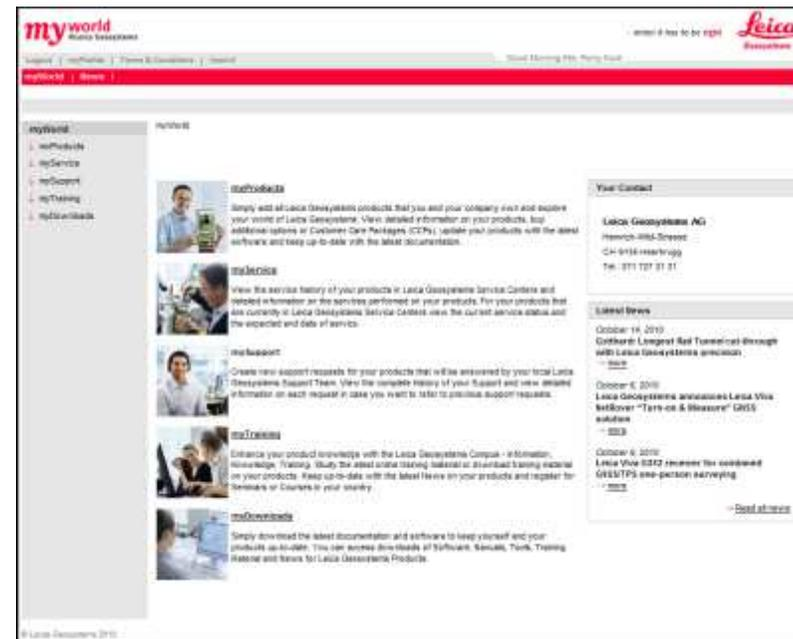 myworld
@Leica Geosystems
- when it has to be right
Leica
Geosystems
Logout | myProfile | Terms & Conditions | Imprint
Good Morning Mr. Perry
myWorld | News |
myWorld
myProducts
myService
mySupport
myTraining
myDownloads
myWorld
myProducts
Simply add all Leica Geosystems products that you and your company own and explore
your world of Leica Geosystems. View detailed information on your products, buy
additional options or Customer Care Packages (CCPs), update your products with the latest
software and keep up-to-date with the latest documentation.
myService
View the service history of your products in Leica Geosystems Service Centers and
detailed information on the services performed on your products. For your products that
are currently in Leica Geosystems Service Centers view the current service status and
the expected end date of service.
mySupport
Create new support requests for your products that will be answered by your local Leica
Geosystems Support Team. View the complete history of your Support and view detailed
information on each request in case you want to refer to previous support requests.
myTraining
Enhance your product knowledge with the Leica Geosystems Campus - Information,
Knowledge, Training. Study the latest online training material or download training material
on your products. Keep up-to-date with the latest News on your products and register for
Seminars or Courses in your country.
myDownloads
Simply download the latest documentation and software to keep yourself and your
products up-to-date. You can access downloads of Software, Manuals, Tools, Training
Material and News for Leica Geosystems Products.
Your Contact
Leica Geosystems AG
Heinrich-Wild-Strasse
CH-9435 Heerbrugg
Tel.: 071 727 31 31
Latest News
October 14, 2010
Gotthard: Longest Rail Tunnel cut-through
with Leica Geosystems precision
→ more
October 6, 2010
Leica Geosystems announces Leica Viva
NetRover "Turn-on & Measure" GNSS
solution
→ more
October 6, 2010
Leica Viva GS12 receiver for combined
GNSS/TPS one-person surveying
→ more
→ Read all news
© Leica Geosystems 2010